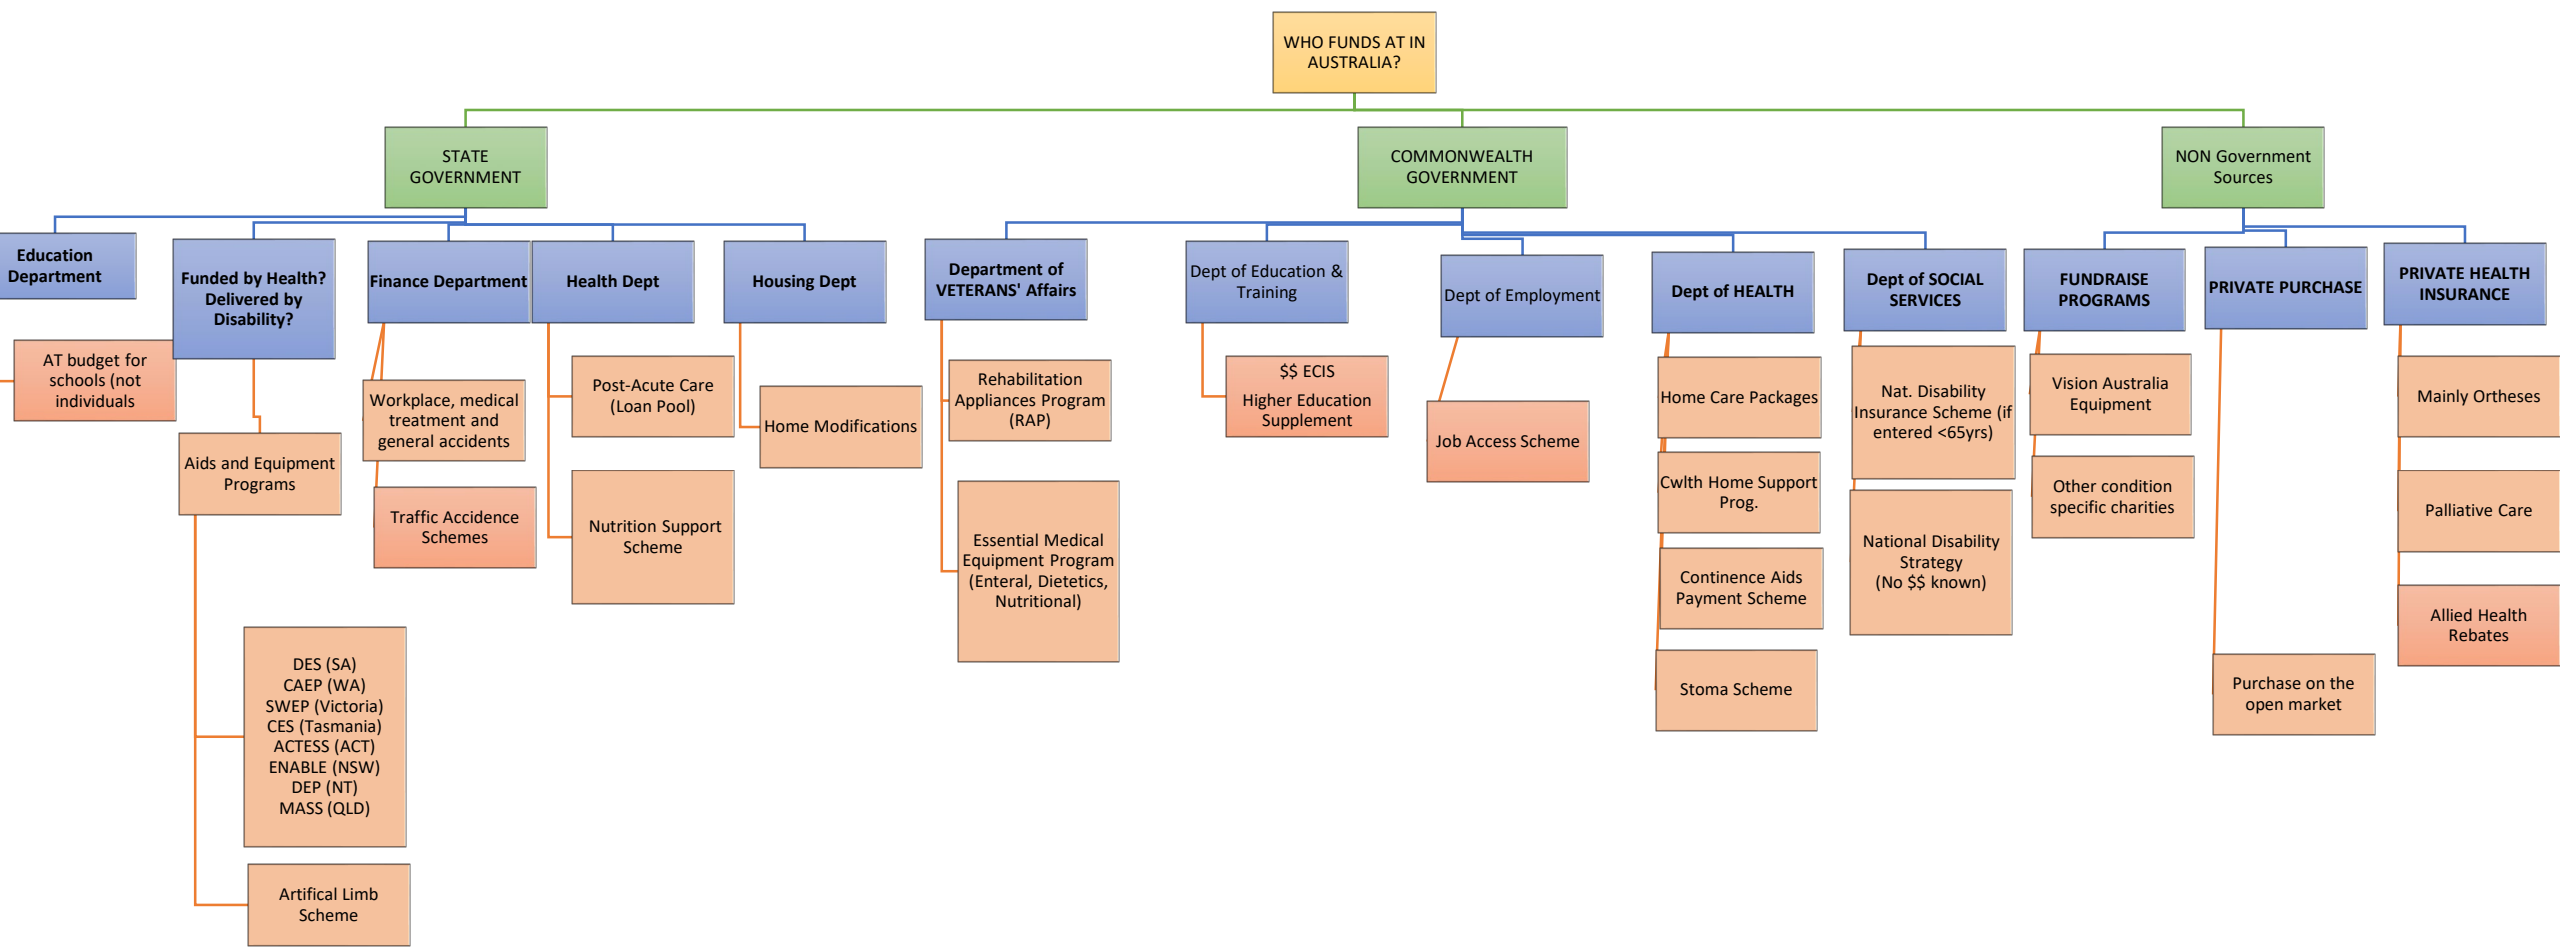 WHO FUNDS AT IN
AUSTRALIA?
STATE
GOVERNMENT
COMMONWEALTH
GOVERNMENT
NON Government
Sources
Education
Department
Funded by Health?
Delivered by
Disability?
Finance Department
Health Dept
Housing Dept
Department of
VETERANS' Affairs
Dept of Education &
Training
Dept of Employment
Dept of HEALTH
Dept of SOCIAL
SERVICES
FUNDRAISE
PROGRAMS
PRIVATE PURCHASE
PRIVATE HEALTH
INSURANCE
AT budget for
schools (not
individuals
Aids and Equipment
Programs
DES (SA)
CAEP (WA)
SWEP (Victoria)
CES (Tasmania)
ACTESS (ACT)
ENABLE (NSW)
DEP (NT)
MASS (QLD)
Artifical Limb
Scheme
Workplace, medical
treatment and
general accidents
Traffic Accidence
Schemes
Post-Acute Care
(Loan Pool)
Nutrition Support
Scheme
Home Modifications
Rehabilitation
Appliances Program
(RAP)
Essential Medical
Equipment Program
(Enteral, Dietetics,
Nutritional)
$$ ECIS
Higher Education
Supplement
Job Access Scheme
Home Care Packages
Cwlth Home Support
Prog.
Continence Aids
Payment Scheme
Stoma Scheme
Nat. Disability
Insurance Scheme (if
entered <65yrs)
National Disability
Strategy
(No $$ known)
Vision Australia
Equipment
Other condition
specific charities
Purchase on the
open market
Mainly Ortheses
Palliative Care
Allied Health
Rebates